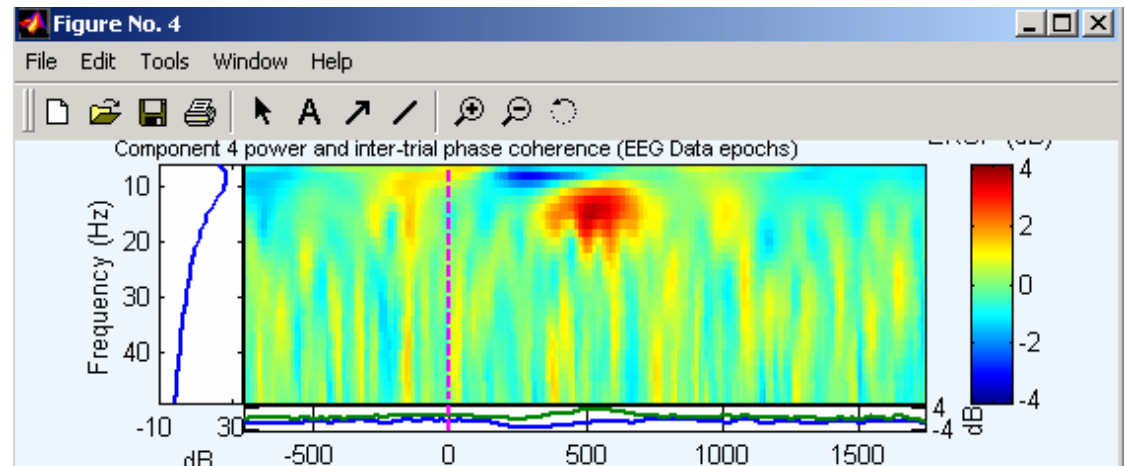 Figure No. 4
File Edit Tools Window Help
A
Component 4 power and inter-trial phase coherence (EEG Data epochs)
Frequency (Hz)
10
20
30
40
-10 30
dB
4
2
0
-2
-4
4
-4
dB
-500 0 500 1000 1500